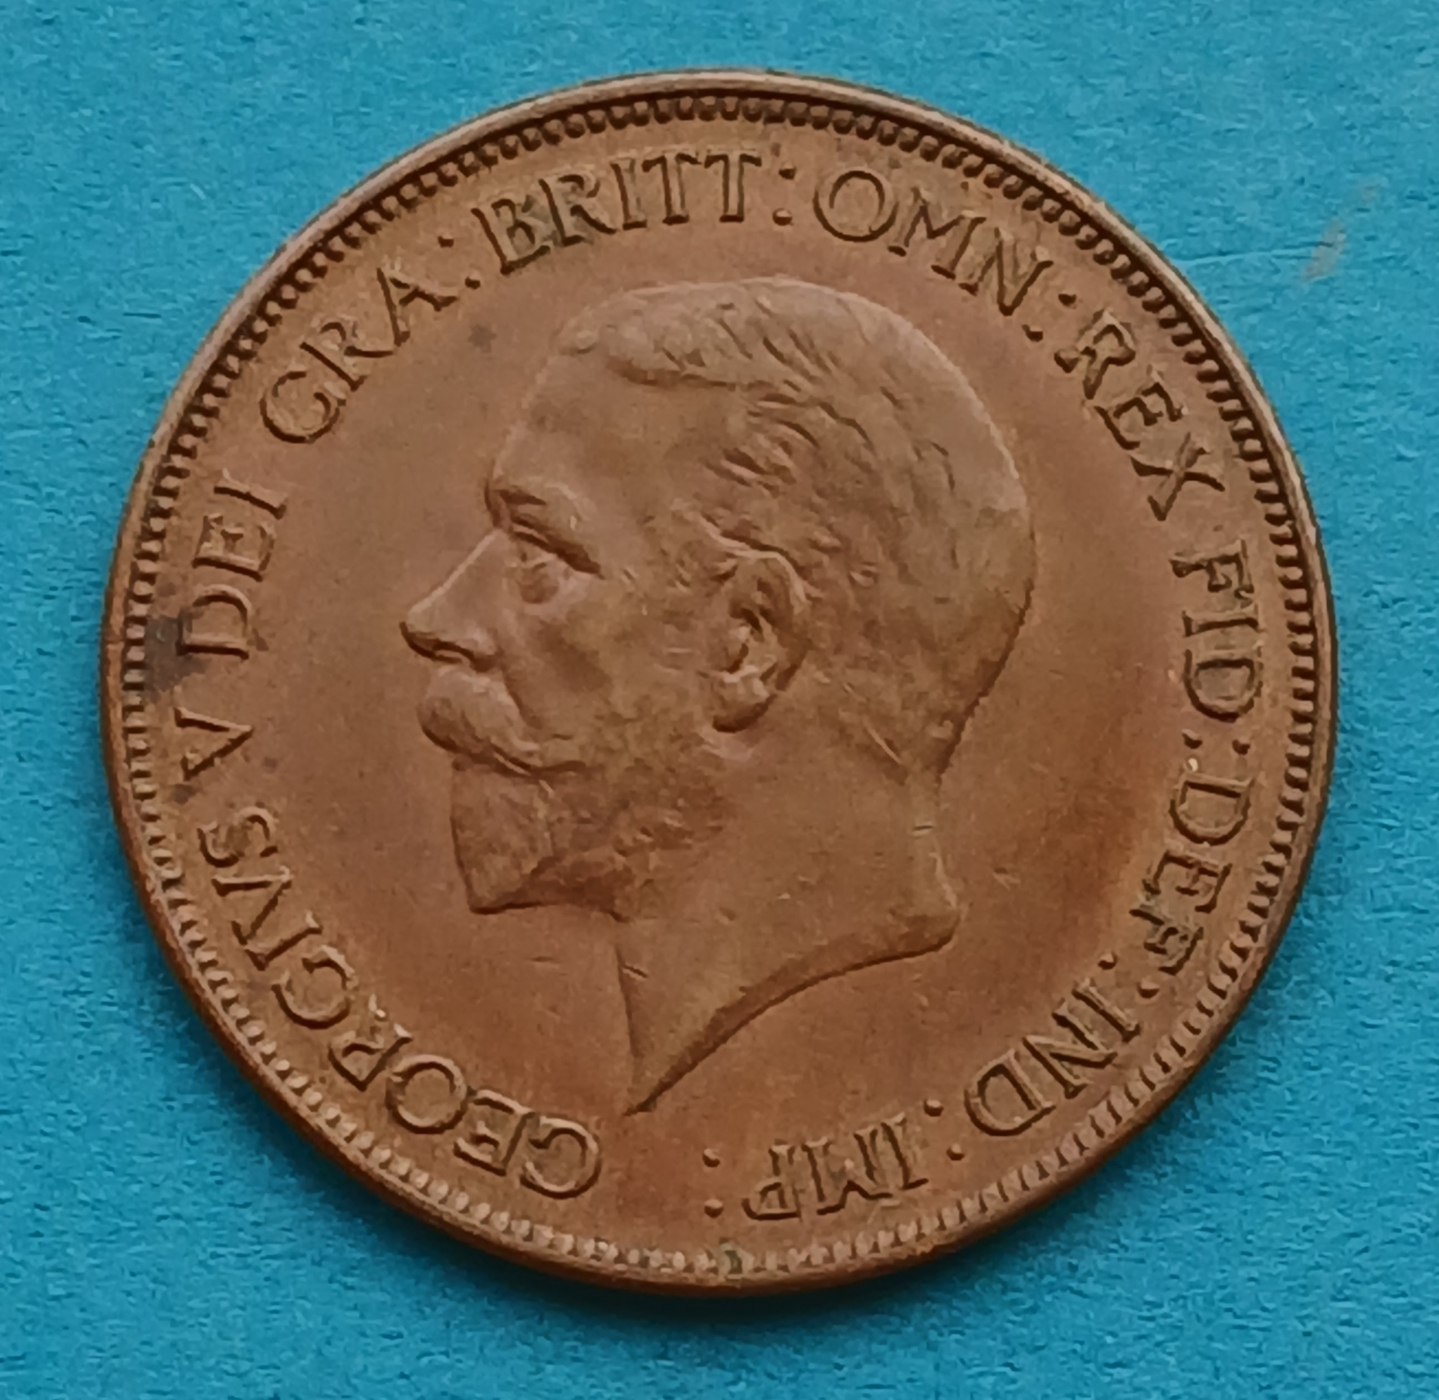 GEORGIVS V DEI GRA: BRITT: OMN: REX FID: DEF: IND: IMP: